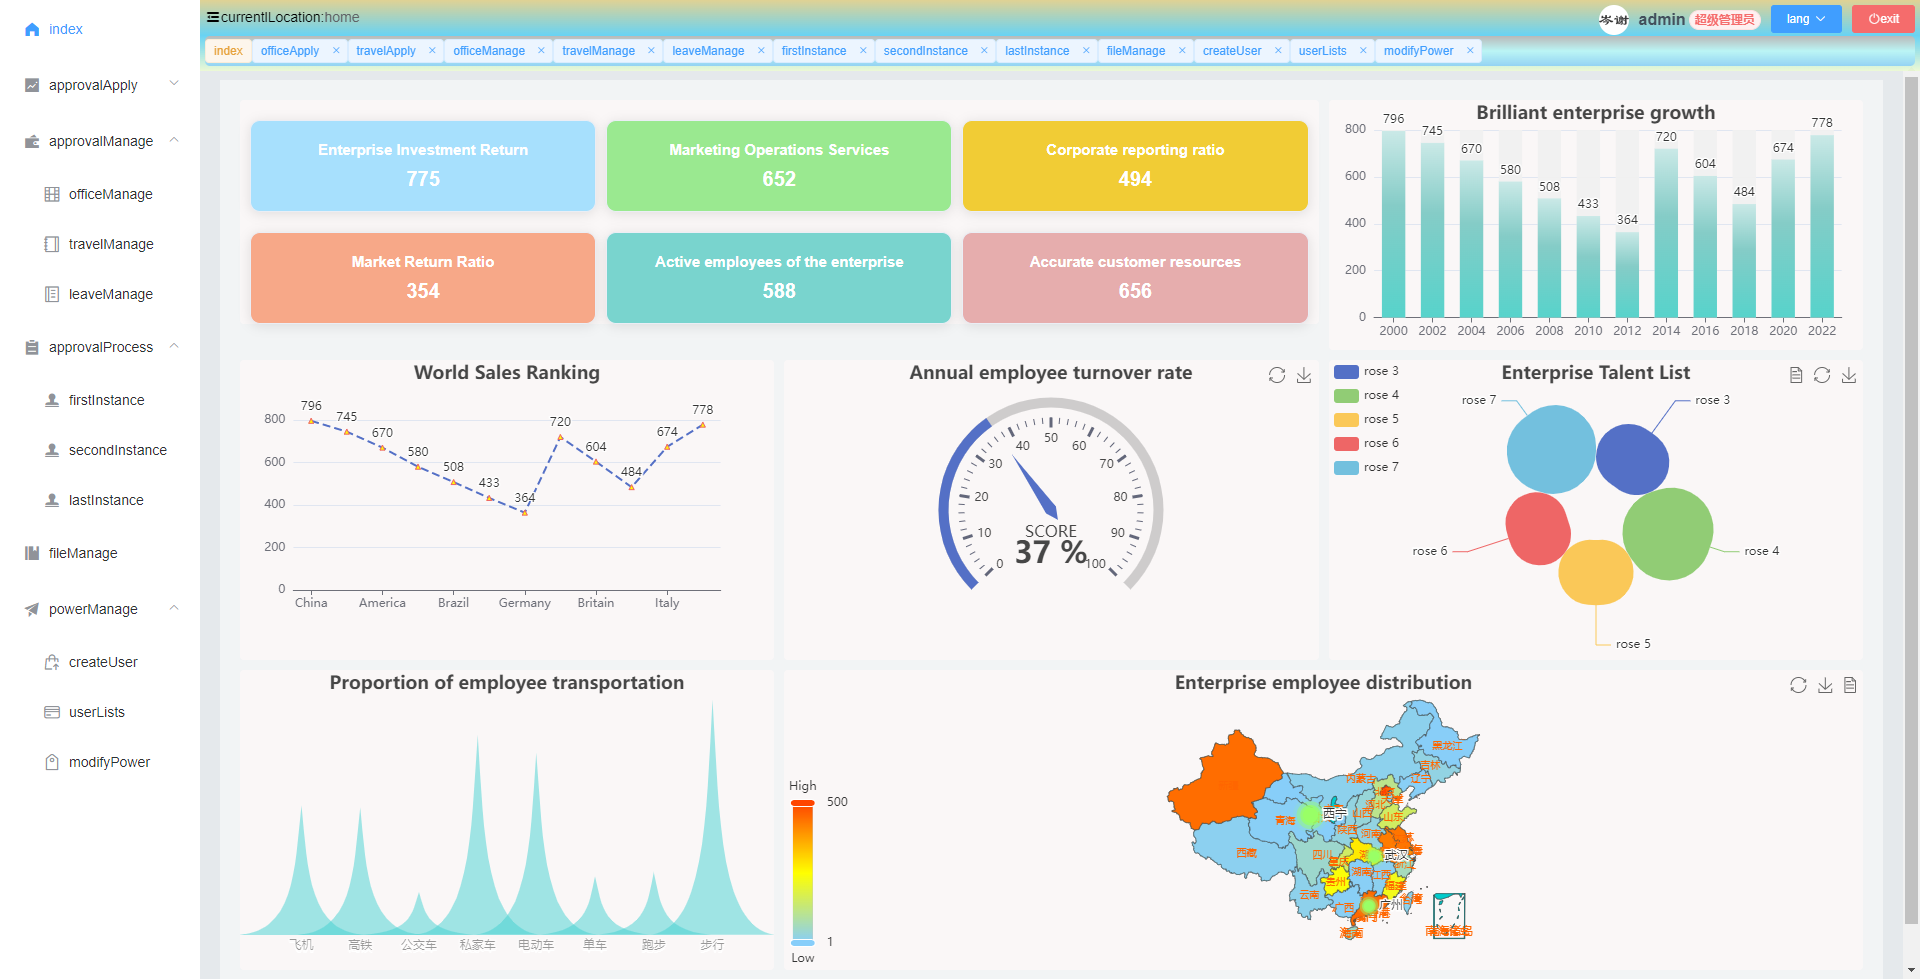 index
approvalApply
approvalManage
officeManage
travelManage
leaveManage
approvalProcess
firstInstance
secondInstance
lastInstance
fileManage
powerManage
createUser
userLists
modifyPower
currentlLocation:home
岑谢 admin 超级管理员 lang exit
index officeApply travelApply officeManage travelManage leaveManage firstInstance secondInstance lastInstance fileManage createUser userLists modifyPower
Enterprise Investment Return
775
Marketing Operations Services
652
Corporate reporting ratio
494
Market Return Ratio
354
Active employees of the enterprise
588
Accurate customer resources
656
Brilliant enterprise growth
796 745 670 580 508 433 364 720 604 484 674 778
800
600
400
200
0
2000 2002 2004 2006 2008 2010 2012 2014 2016 2018 2020 2022
World Sales Ranking
796 745 670 580 508 433 364 720 604 484 674 778
800
600
400
200
0
China America Brazil Germany Britain Italy
Annual employee turnover rate
0 10 20 30 40 50 60 70 80 90 100
SCORE
37 %
Enterprise Talent List
rose 3
rose 4
rose 5
rose 6
rose 7
rose 7
rose 3
rose 6
rose 4
rose 5
Proportion of employee transportation
飞机 高铁 公交车 私家车 电动车 单车 跑步 步行
Enterprise employee distribution
High
500
1
Low
黑龙江
吉林
辽宁
内蒙古
山西
山东
青海
西宁
陕西
河南
西藏
四川
武汉
湖南
江西
贵州
福建
云南
广西
广州
海南